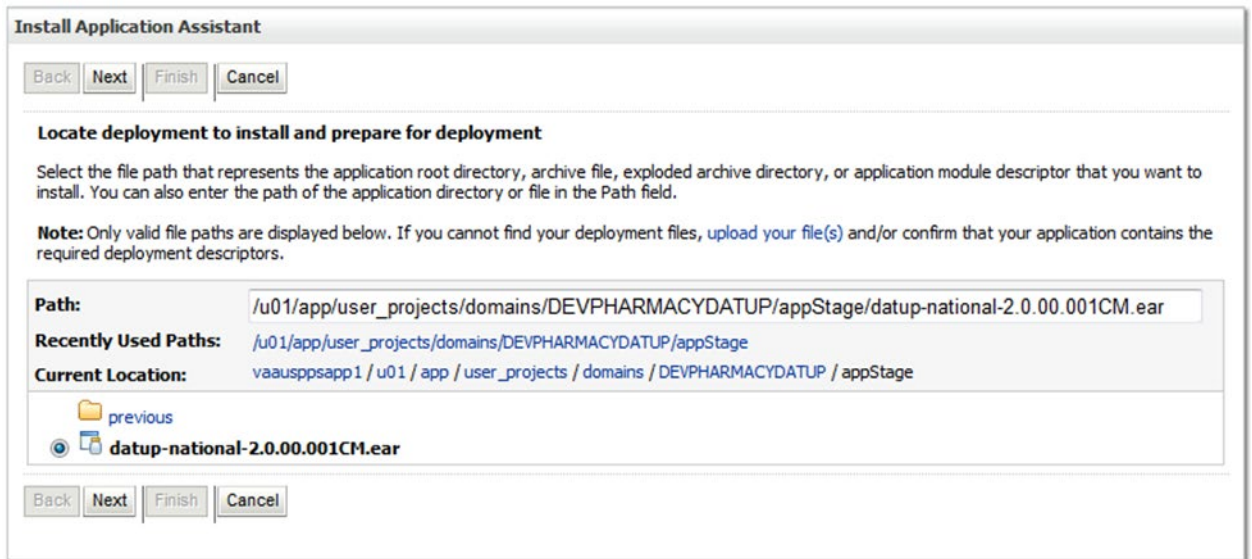 Install Application Assistant
Back Next Finish Cancel
Locate deployment to install and prepare for deployment
Select the file path that represents the application root directory, archive file, exploded archive directory, or application module descriptor that you want to
install. You can also enter the path of the application directory or file in the Path field.
Note: Only valid file paths are displayed below. If you cannot find your deployment files, upload your file(s) and/or confirm that your application contains the
required deployment descriptors.
Path: /u01/app/user_projects/domains/DEVPHARMACYDATUP/appStage/datup-national-2.0.00.001CM.ear
Recently Used Paths: /u01/app/user_projects/domains/DEVPHARMACYDATUP/appStage
Current Location: vaausppsapp1 / u01 / app / user_projects / domains / DEVPHARMACYDATUP / appStage
previous
datup-national-2.0.00.001CM.ear
Back Next Finish Cancel